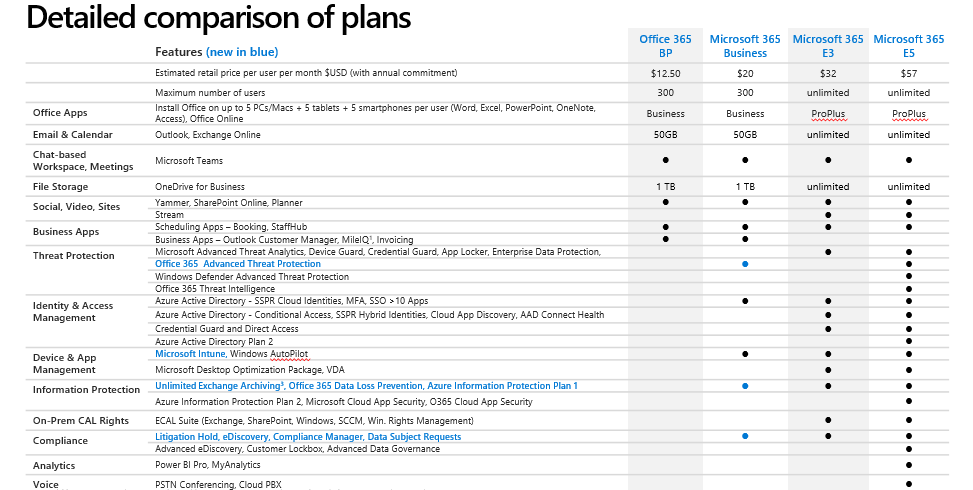 Detailed comparison of plans
Features (new in blue)
Office 365 BP
Microsoft 365 Business
Microsoft 365 E3
Microsoft 365 E5
Estimated retail price per user per month $USD (with annual commitment) $12.50 $20 $32 $57
Maximum number of users 300 300 unlimited unlimited
Office Apps
Install Office on up to 5 PCs/Macs + 5 tablets + 5 smartphones per user (Word, Excel, PowerPoint, OneNote,
Access), Office Online
Business Business ProPlus ProPlus
Email & Calendar Outlook, Exchange Online 50GB 50GB unlimited unlimited
Chat-based
Workspace, Meetings
Microsoft Teams ● ● ● ●
File Storage OneDrive for Business 1 TB 1 TB unlimited unlimited
Social, Video, Sites
Yammer, SharePoint Online, Planner ● ● ● ●
Stream ● ●
Business Apps
Scheduling Apps – Booking, StaffHub ● ● ● ●
Business Apps – Outlook Customer Manager, MileIQ¹, Invoicing ● ●
Threat Protection
Microsoft Advanced Threat Analytics, Device Guard, Credential Guard, App Locker, Enterprise Data Protection, ● ●
Office 365 Advanced Threat Protection ● ●
Windows Defender Advanced Threat Protection ●
Office 365 Threat Intelligence ●
Identity & Access
Management
Azure Active Directory - SSPR Cloud Identities, MFA, SSO >10 Apps ● ● ●
Azure Active Directory - Conditional Access, SSPR Hybrid Identities, Cloud App Discovery, AAD Connect Health ● ●
Credential Guard and Direct Access ● ●
Azure Active Directory Plan 2 ●
Device & App
Management
Microsoft Intune, Windows AutoPilot ● ● ●
Microsoft Desktop Optimization Package, VDA ● ●
Information Protection
Unlimited Exchange Archiving³, Office 365 Data Loss Prevention, Azure Information Protection Plan 1 ● ● ●
Azure Information Protection Plan 2, Microsoft Cloud App Security, O365 Cloud App Security ●
On-Prem CAL Rights ECAL Suite (Exchange, SharePoint, Windows, SCCM, Win. Rights Management) ● ●
Compliance
Litigation Hold, eDiscovery, Compliance Manager, Data Subject Requests ● ● ●
Advanced eDiscovery, Customer Lockbox, Advanced Data Governance ●
Analytics Power BI Pro, MyAnalytics ●
Voice PSTN Conferencing, Cloud PBX ●